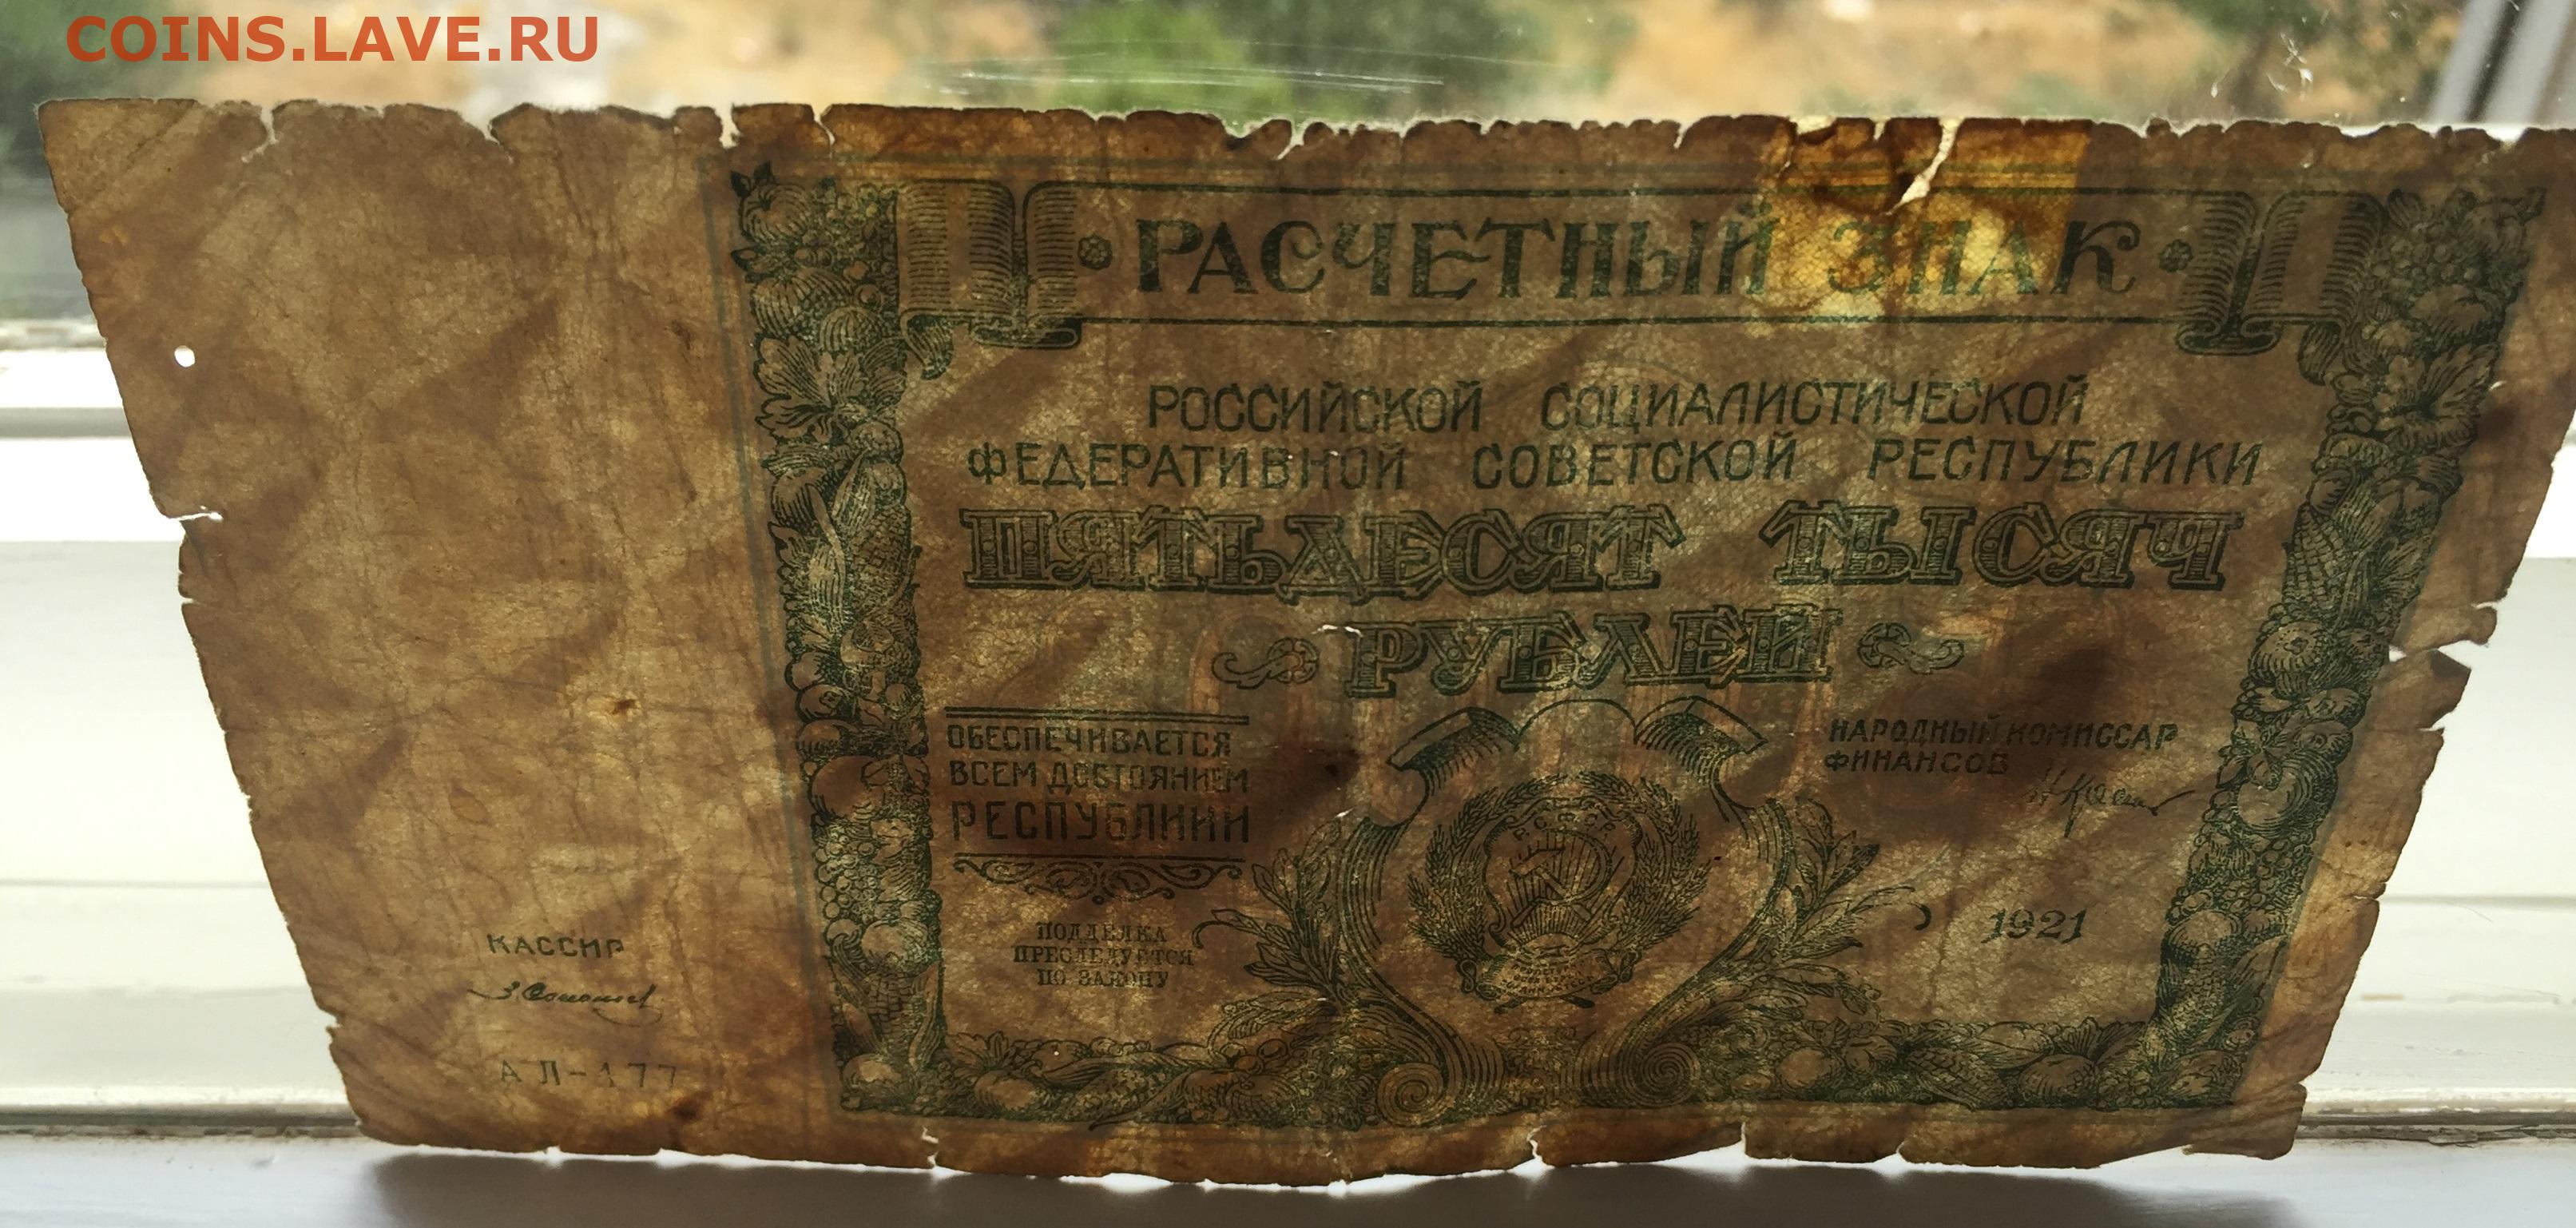 COINS.LAVE.RU
РАСЧЕТНЫЙ ЗНАК
РОССИЙСКОЙ СОЦИАЛИСТИЧЕСКОЙ
ФЕДЕРАТИВНОЙ СОВЕТСКОЙ РЕСПУБЛИКИ
ПЯТЬДЕСЯТ ТЫСЯЧ
РУБЛЕЙ
ОБЕСПЕЧИВАЕТСЯ
ВСЕМ ДОСТОЯНИЕМ
РЕСПУБЛИКИ
НАРОДНЫЙ КОМИССАР
ФИНАНСОВ
Р.С.Ф.С.Р.
1921
ПОДДЕЛКА
ПРЕСЛЕДУЕТСЯ
ПО ЗАКОНУ
КАССИР
АЛ-177